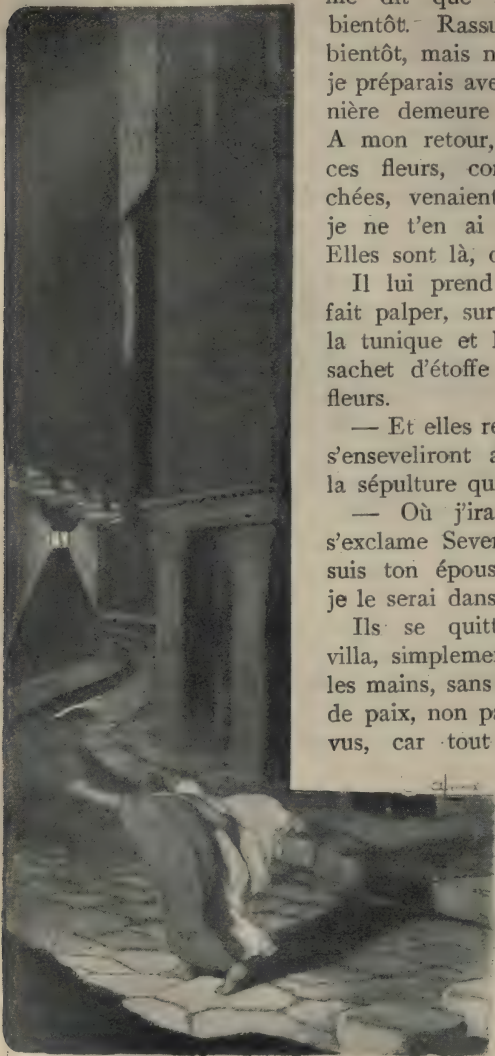 me dit que
bientôt. Rassu
bientôt, mais n
je préparais ave
nière demeure
A mon retour,
ces fleurs, co
chées, venaient
je ne t'en ai
Elles sont là, 
Il lui prend
fait palper, sur
la tunique et
sachet d'étoffe
fleurs.
— Et elles re
s'enseveliront a
la sépulture qu
— Où j'ira
s'exclame Sever
suis ton épous
je le serai dans
Ils se quitt
villa, simpleme
les mains, sans
de paix, non pa
vus, car tout